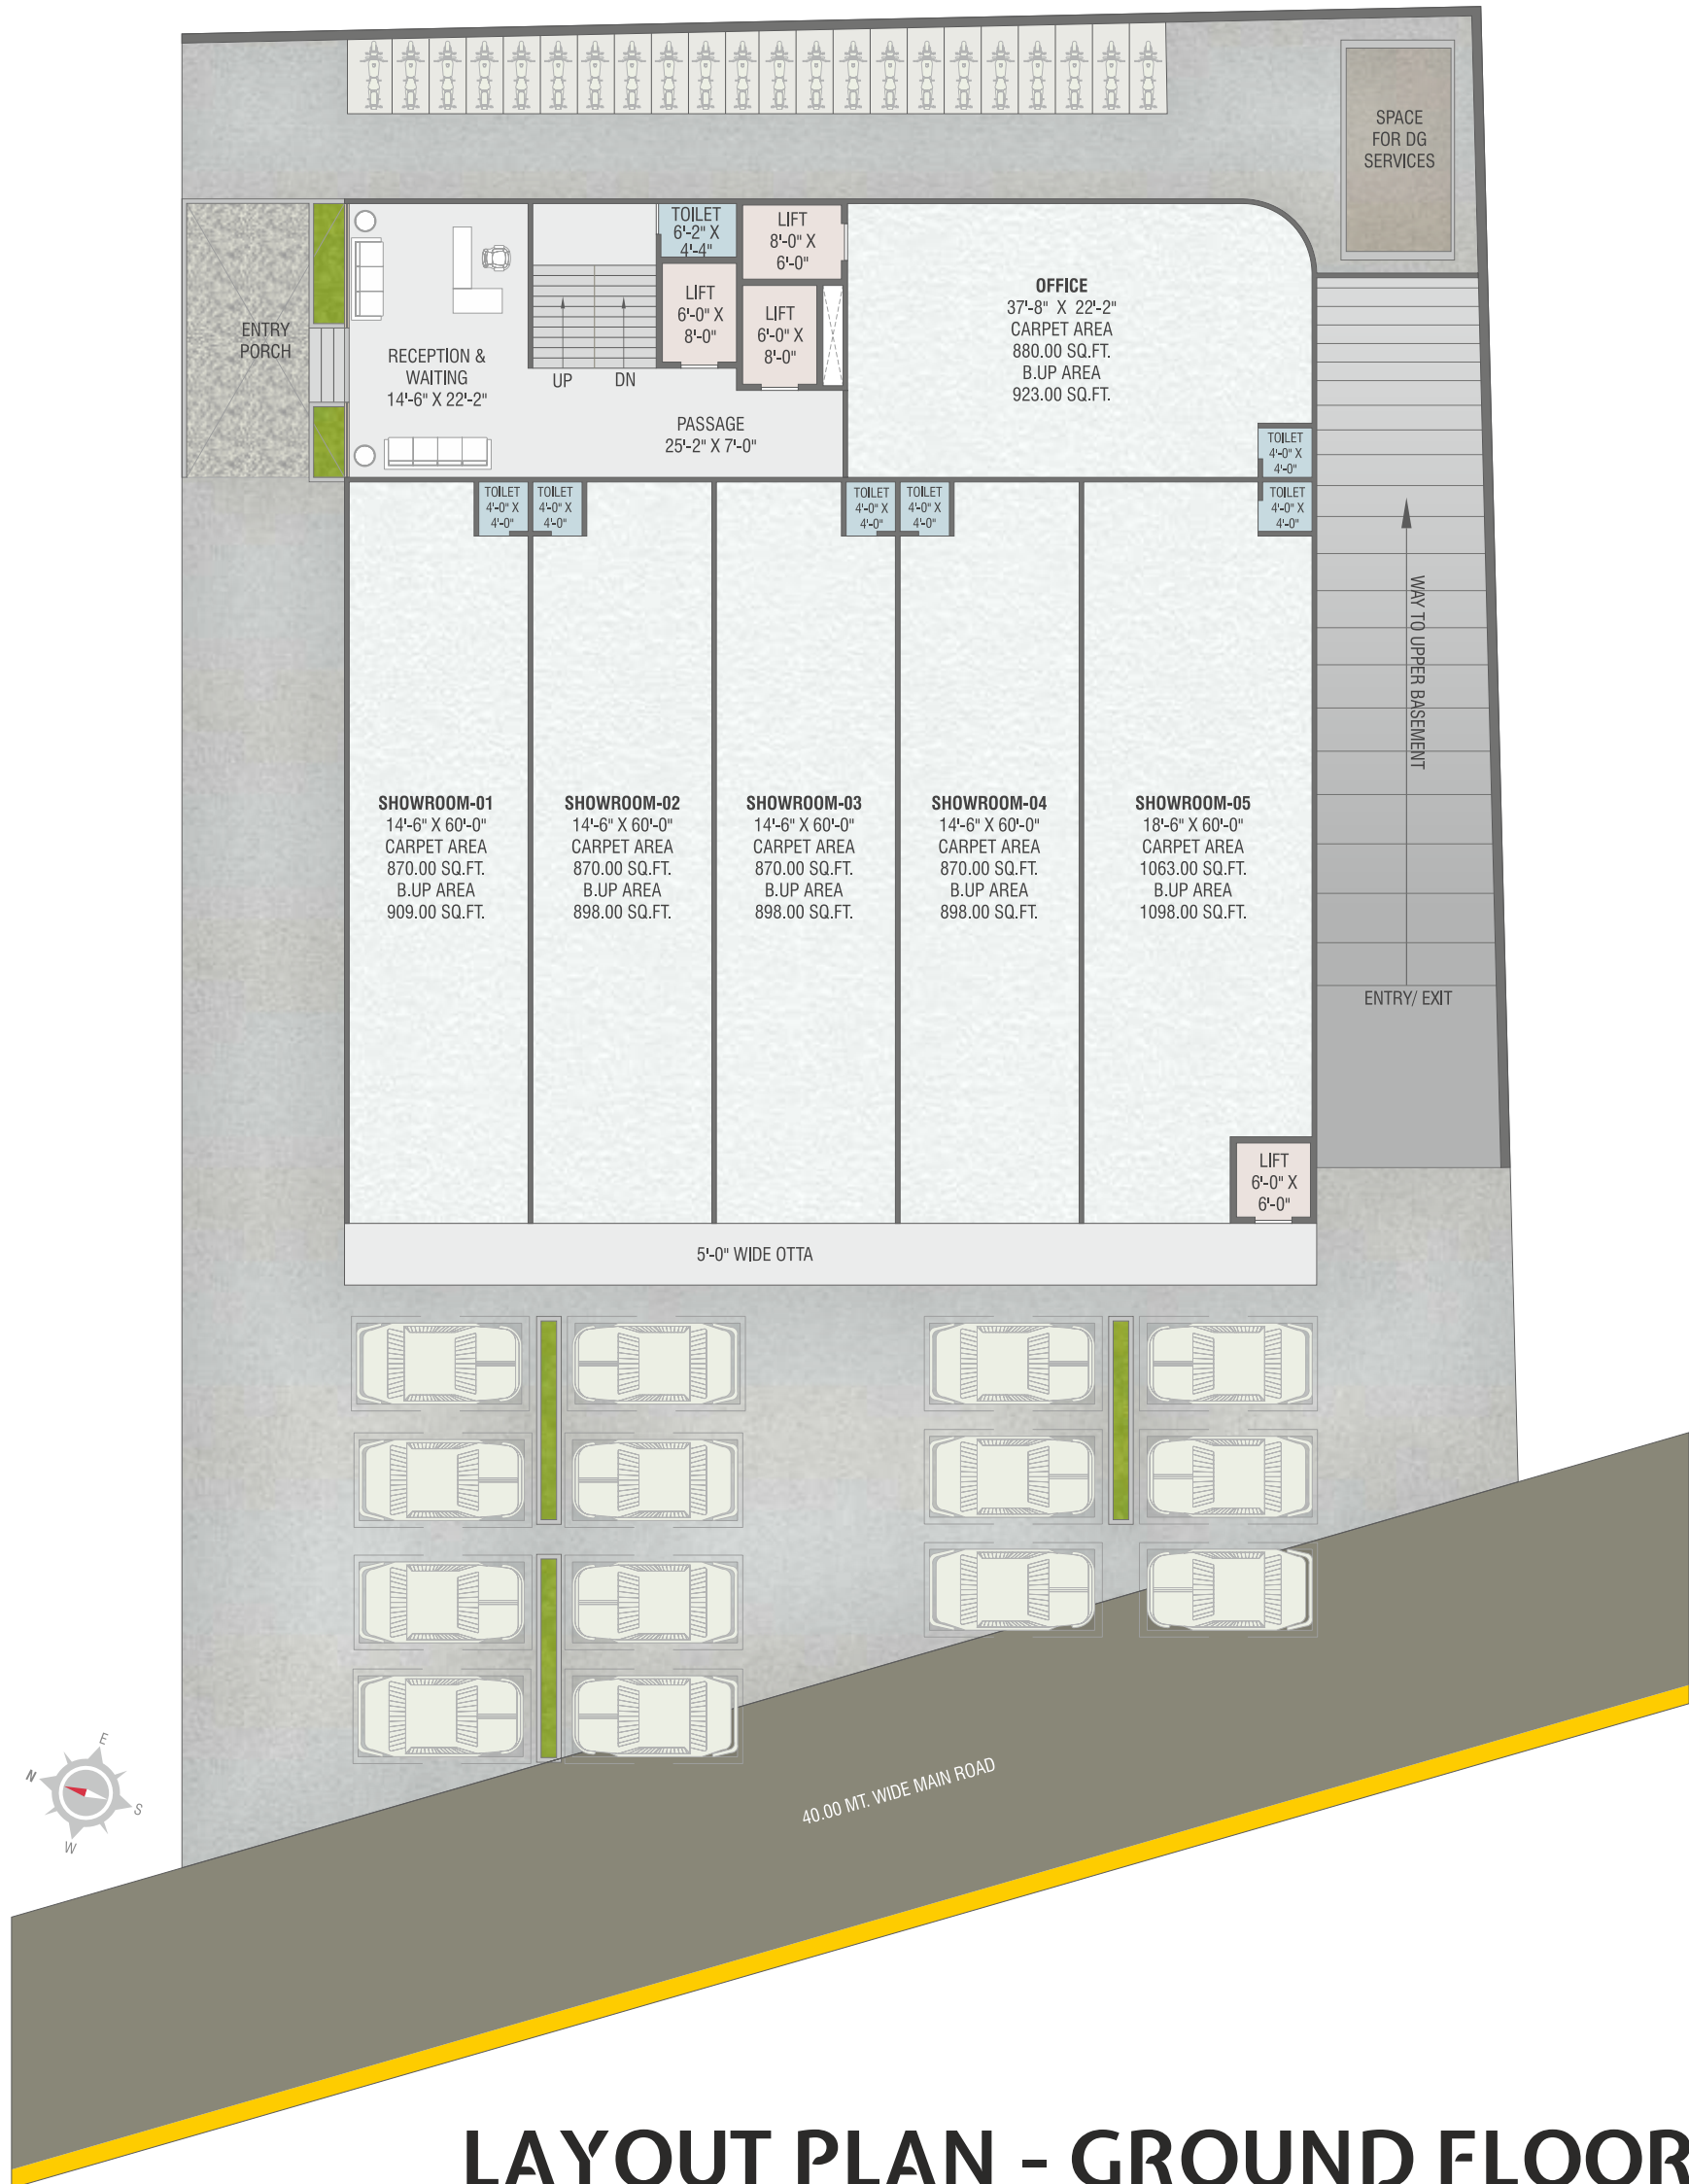 SPACE
FOR DG
SERVICES
TOILET
6'-2" X
4'-4"
LIFT
8'-0" X
6'-0"
LIFT
6'-0" X
8'-0"
LIFT
6'-0" X
8'-0"
OFFICE
37'-8" X 22'-2"
CARPET AREA
880.00 SQ.FT.
B.UP AREA
923.00 SQ.FT.
ENTRY
PORCH
RECEPTION &
WAITING
14'-6" X 22'-2"
UP
DN
PASSAGE
25'-2" X 7'-0"
TOILET
4'-0" X
4'-0"
TOILET
4'-0" X
4'-0"
TOILET
4'-0" X
4'-0"
TOILET
4'-0" X
4'-0"
TOILET
4'-0" X
4'-0"
TOILET
4'-0" X
4'-0"
WAY TO UPPER BASEMENT
SHOWROOM-01
14'-6" X 60'-0"
CARPET AREA
870.00 SQ.FT.
B.UP AREA
909.00 SQ.FT.
SHOWROOM-02
14'-6" X 60'-0"
CARPET AREA
870.00 SQ.FT.
B.UP AREA
898.00 SQ.FT.
SHOWROOM-03
14'-6" X 60'-0"
CARPET AREA
870.00 SQ.FT.
B.UP AREA
898.00 SQ.FT.
SHOWROOM-04
14'-6" X 60'-0"
CARPET AREA
870.00 SQ.FT.
B.UP AREA
898.00 SQ.FT.
SHOWROOM-05
18'-6" X 60'-0"
CARPET AREA
1063.00 SQ.FT.
B.UP AREA
1098.00 SQ.FT.
ENTRY/ EXIT
LIFT
6'-0" X
6'-0"
5'-0" WIDE OTTA
E
N
S
W
40.00 MT. WIDE MAIN ROAD
LAYOUT PLAN - GROUND FLOOR